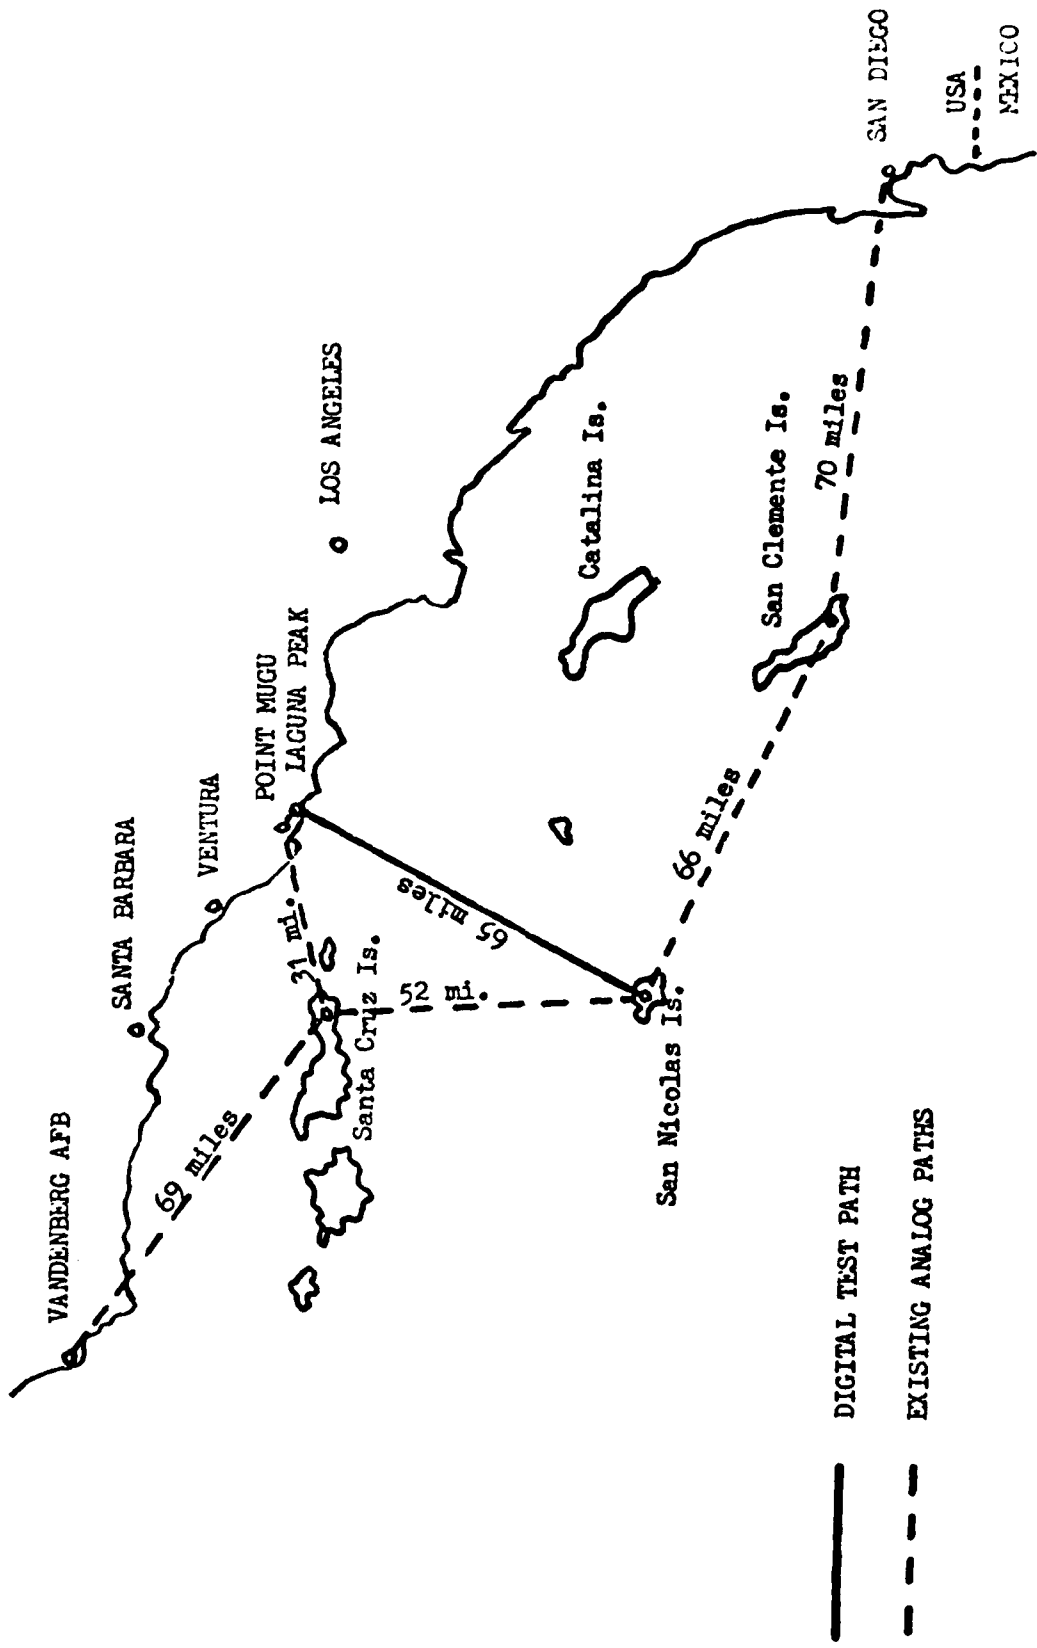 VANDENBERG AFB
SANTA BARBARA
VENTURA
POINT MUGU
LAGUNA PEAK
LOS ANGELES
SAN DIEGO
USA
MEXICO
69 miles
31 mi.
Santa Cruz Is.
52 mi.
65 miles
Catalina Is.
San Clemente Is.
70 miles
66 miles
San Nicolas Is.
DIGITAL TEST PATH
EXISTING ANALOG PATHS